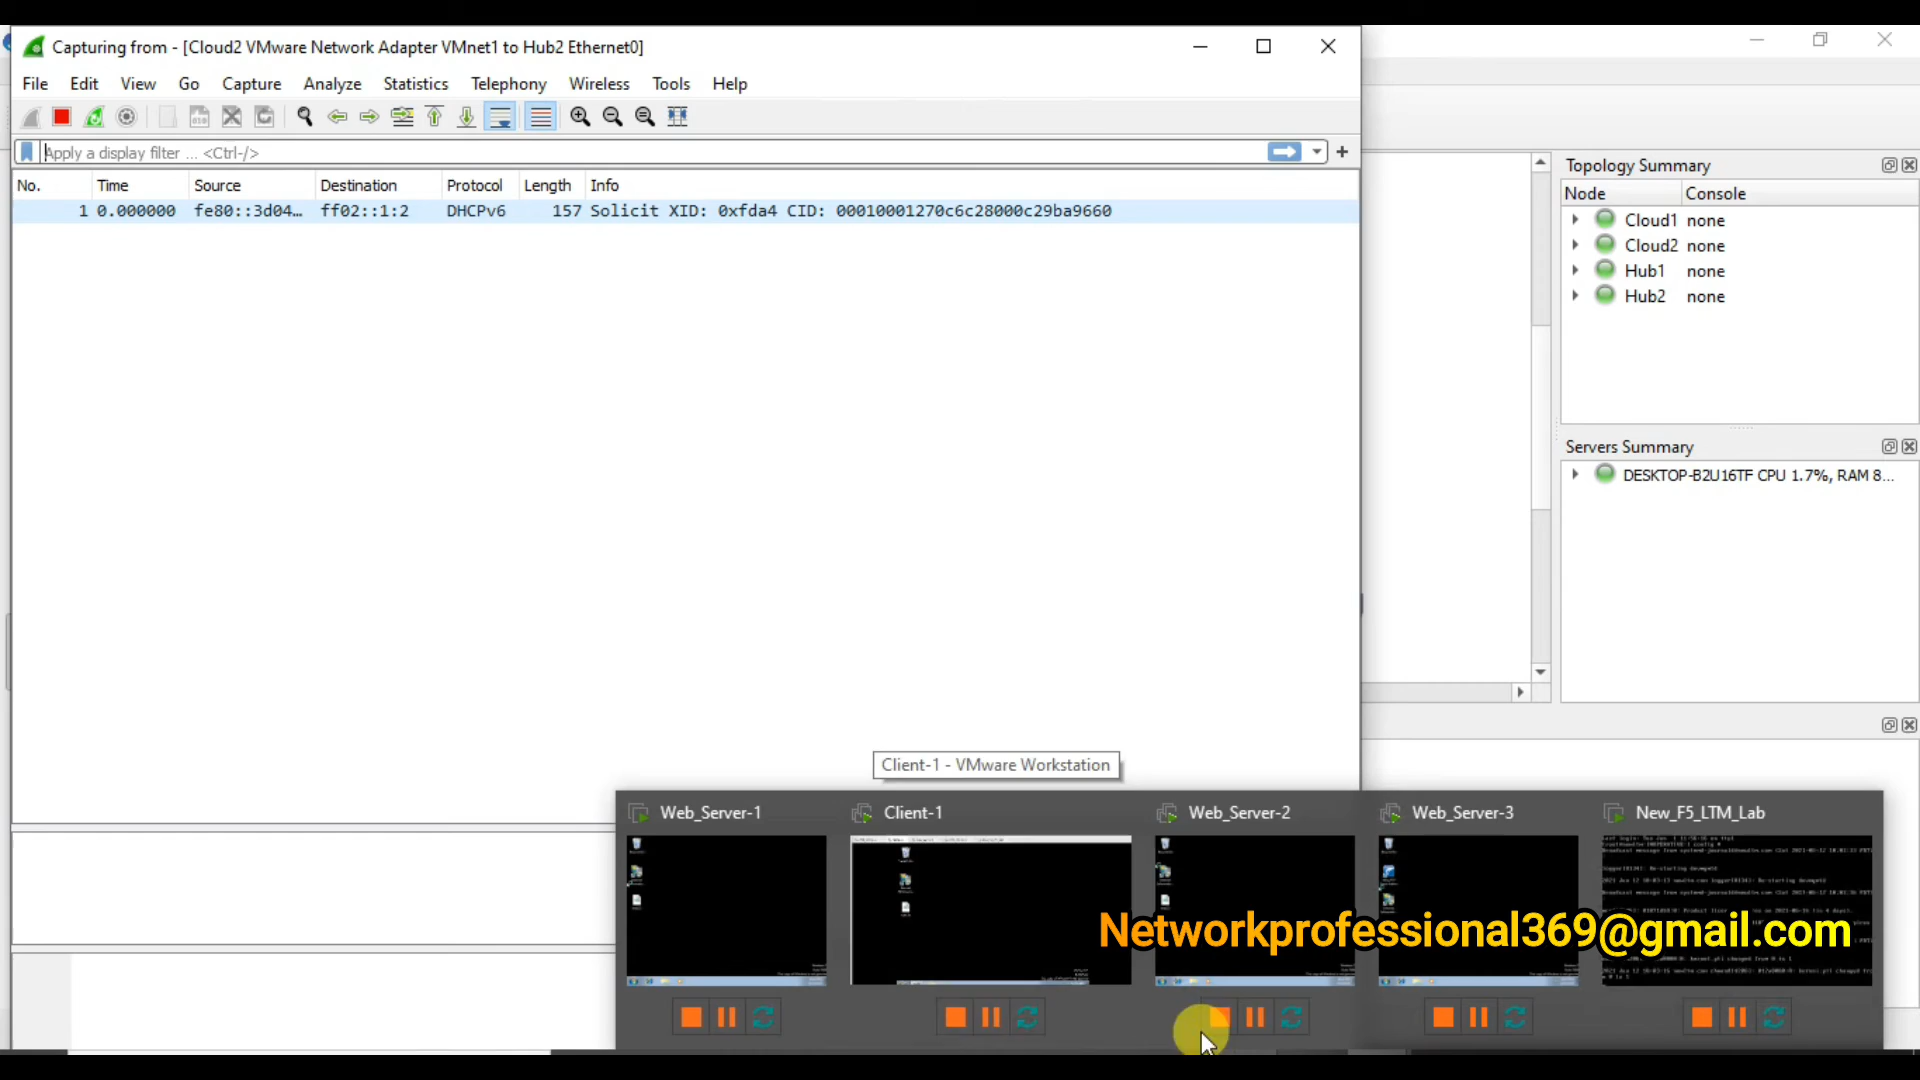 Capturing from - [Cloud2 VMware Network Adapter VMnet1 to Hub2 Ethernet0]
File Edit View Go Capture Analyze Statistics Telephony Wireless Tools Help
Apply a display filter ... <Ctrl-/>
No. Time Source Destination Protocol Length Info
1 0.000000 fe80::3d04… ff02::1:2 DHCPv6 157 Solicit XID: 0xfda4 CID: 00010001270c6c28000c29ba9660
Topology Summary
Node Console
Cloud1 none
Cloud2 none
Hub1 none
Hub2 none
Servers Summary
DESKTOP-B2U16TF CPU 1.7%, RAM 8...
Client-1 - VMware Workstation
Web_Server-1 Client-1 Web_Server-2 Web_Server-3 New_F5_LTM_Lab
Networkprofessional369@gmail.com